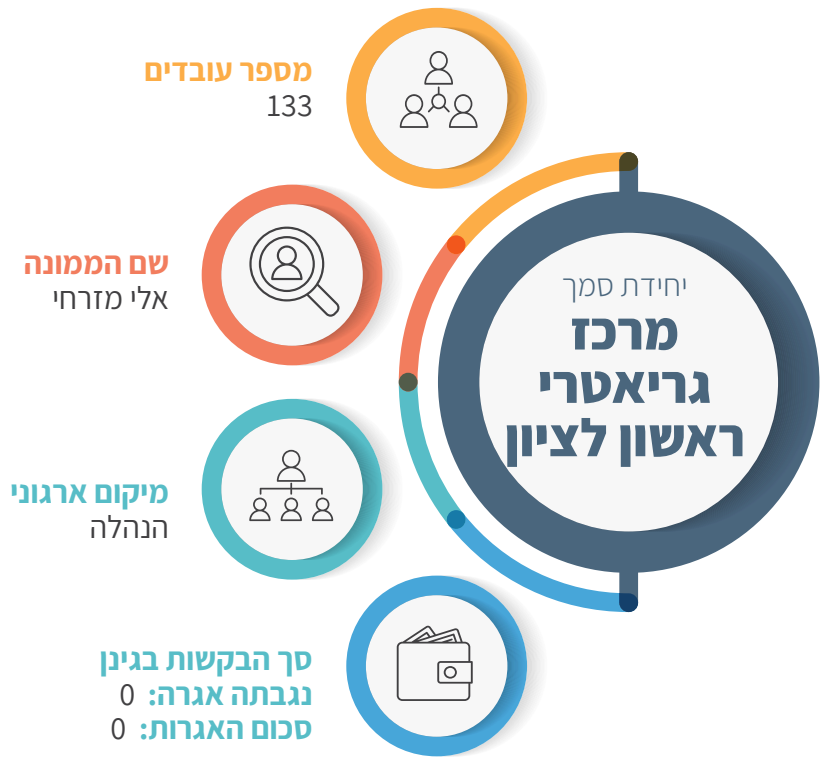 יחידת סמך
מרכז
גריאטרי
ראשון לציון
מספר עובדים
133
שם הממונה
אלי מזרחי
מיקום ארגוני
הנהלה
סך הבקשות בגינן
נגבתה אגרה: 0
סכום האגרות: 0